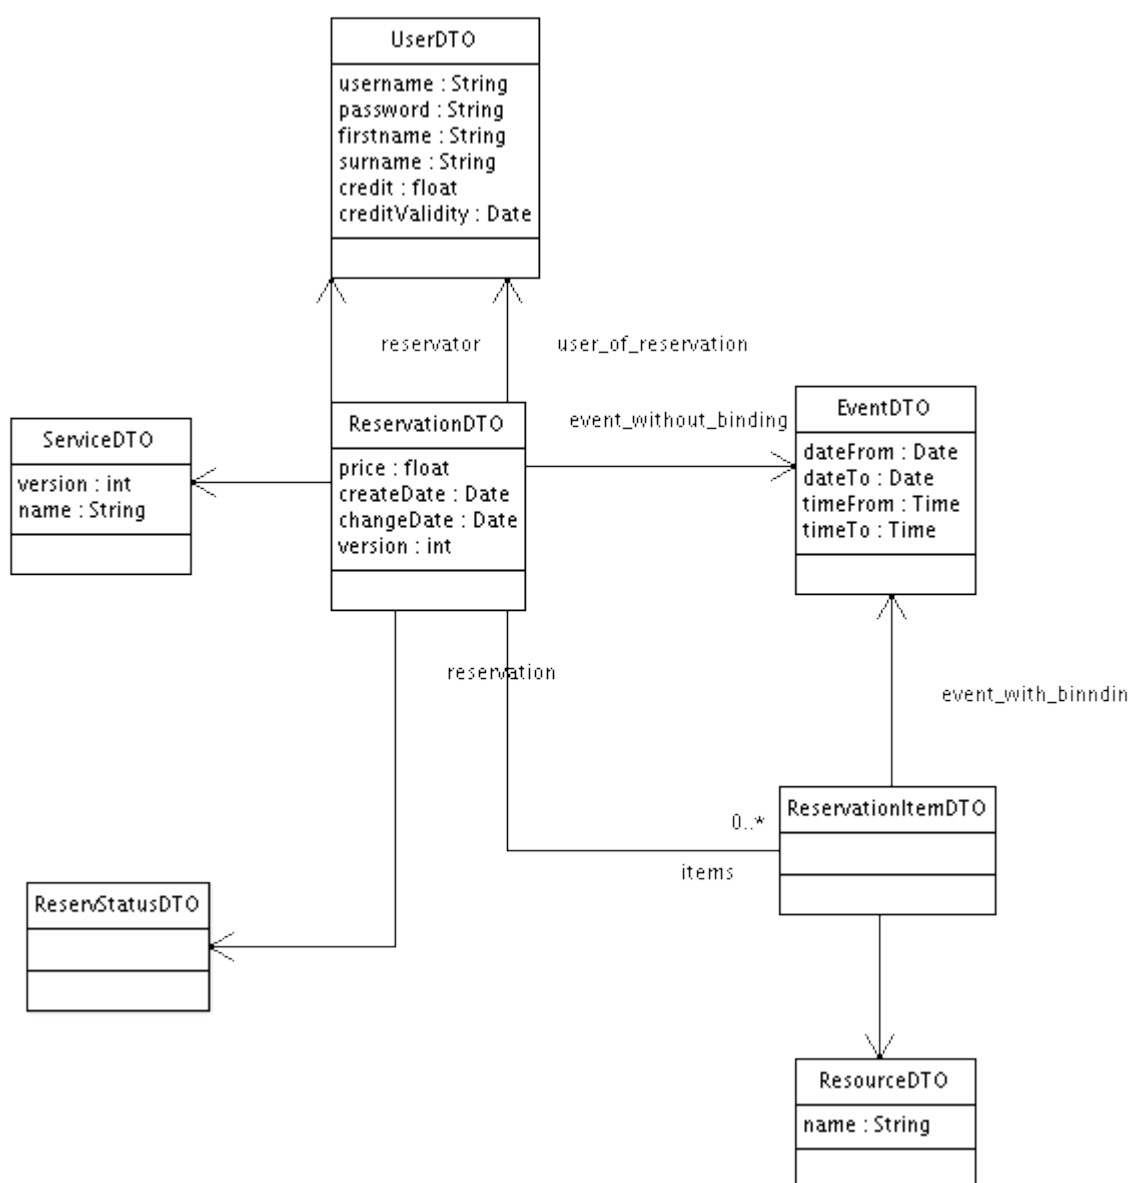 UserDTO
username : String
password : String
firstname : String
surname : String
credit : float
creditValidity : Date
reservator
user_of_reservation
ServiceDTO
version : int
name : String
ReservationDTO
price : float
createDate : Date
changeDate : Date
version : int
event_without_binding
EventDTO
dateFrom : Date
dateTo : Date
timeFrom : Time
timeTo : Time
reservation
event_with_binndin
ReservationItemDTO
0..*
items
ReservStatusDTO
ResourceDTO
name : String